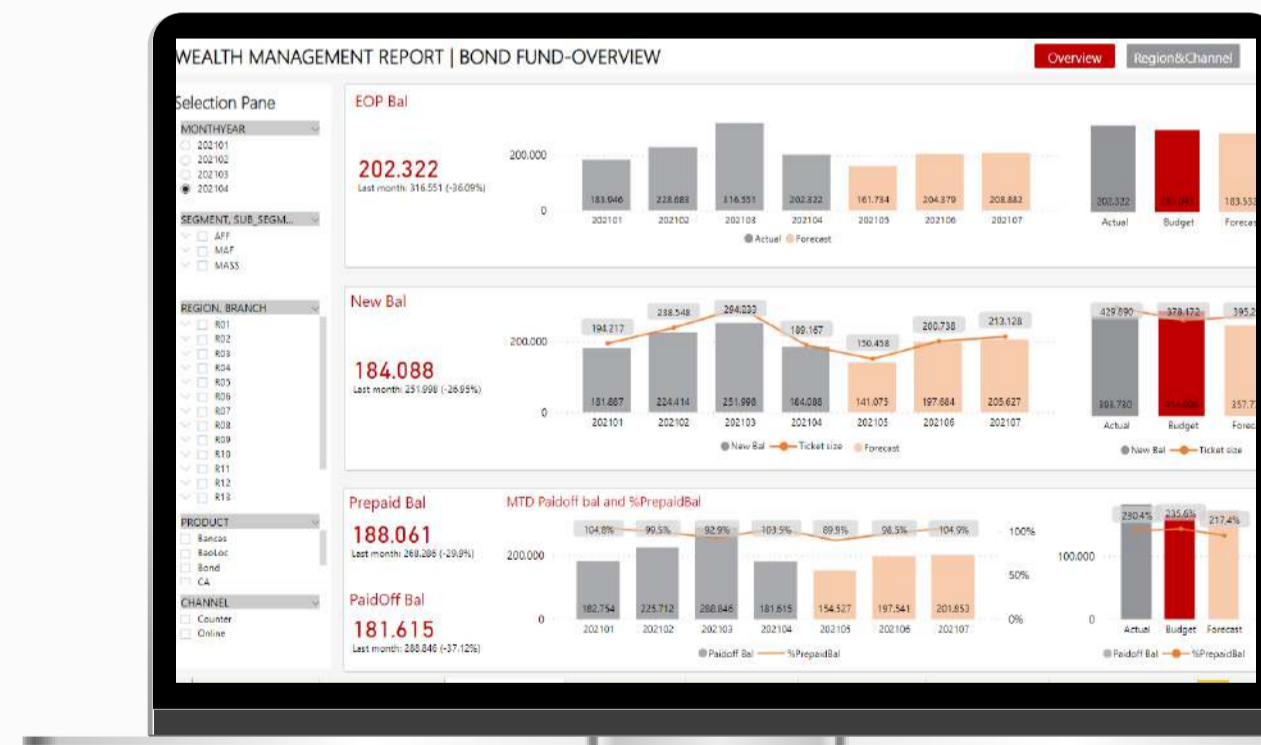 WEALTH MANAGEMENT REPORT | BOND FUND-OVERVIEW
Overview
Region&Channel
Selection Pane
MONTHYEAR
202101
202102
202103
202104
SEGMENT, SUB_SEGM...
AFF
MAF
MASS
REGION, BRANCH
R01
R02
R03
R04
R05
R06
R07
R08
R09
R10
R11
R12
R13
PRODUCT
Bancas
BaoLoc
Bond
CA
CHANNEL
Counter
Online
EOP Bal
202.322
Last month: 316.551 (-36.09%)
200.000
0
183.946 228.683 316.551 202.322 161.734 204.379 208.882
202101 202102 202103 202104 202105 202106 202107
Actual Forecast
202.322 183.532
Actual Budget Forecas
New Bal
184.088
Last month: 251.998 (-26.95%)
194.217 238.548 294.233 189.167 150.458 200.738 213.128
200.000
0
181.887 224.414 251.998 184.088 141.075 197.684 205.627
202101 202102 202103 202104 202105 202106 202107
New Bal Ticket size Forecast
429.890 378.172 395.2
393.730 357.7
Actual Budget Forec
New Bal Ticket size
Prepaid Bal
188.061
Last month: 268.286 (-29.9%)
PaidOff Bal
181.615
Last month: 288.846 (-37.12%)
MTD Paidoff bal and %PrepaidBal
104.8% 99.5% 92.9% 103.5% 89.9% 98.5% 104.9%
100%
200.000
50%
0
0%
182.754 225.712 288.846 181.615 154.527 197.541 201.853
202101 202102 202103 202104 202105 202106 202107
Paidoff Bal %PrepaidBal
280.4% 235.6% 217.4%
100.000
0
Actual Budget Forecast
Paidoff Bal %PrepaidBal